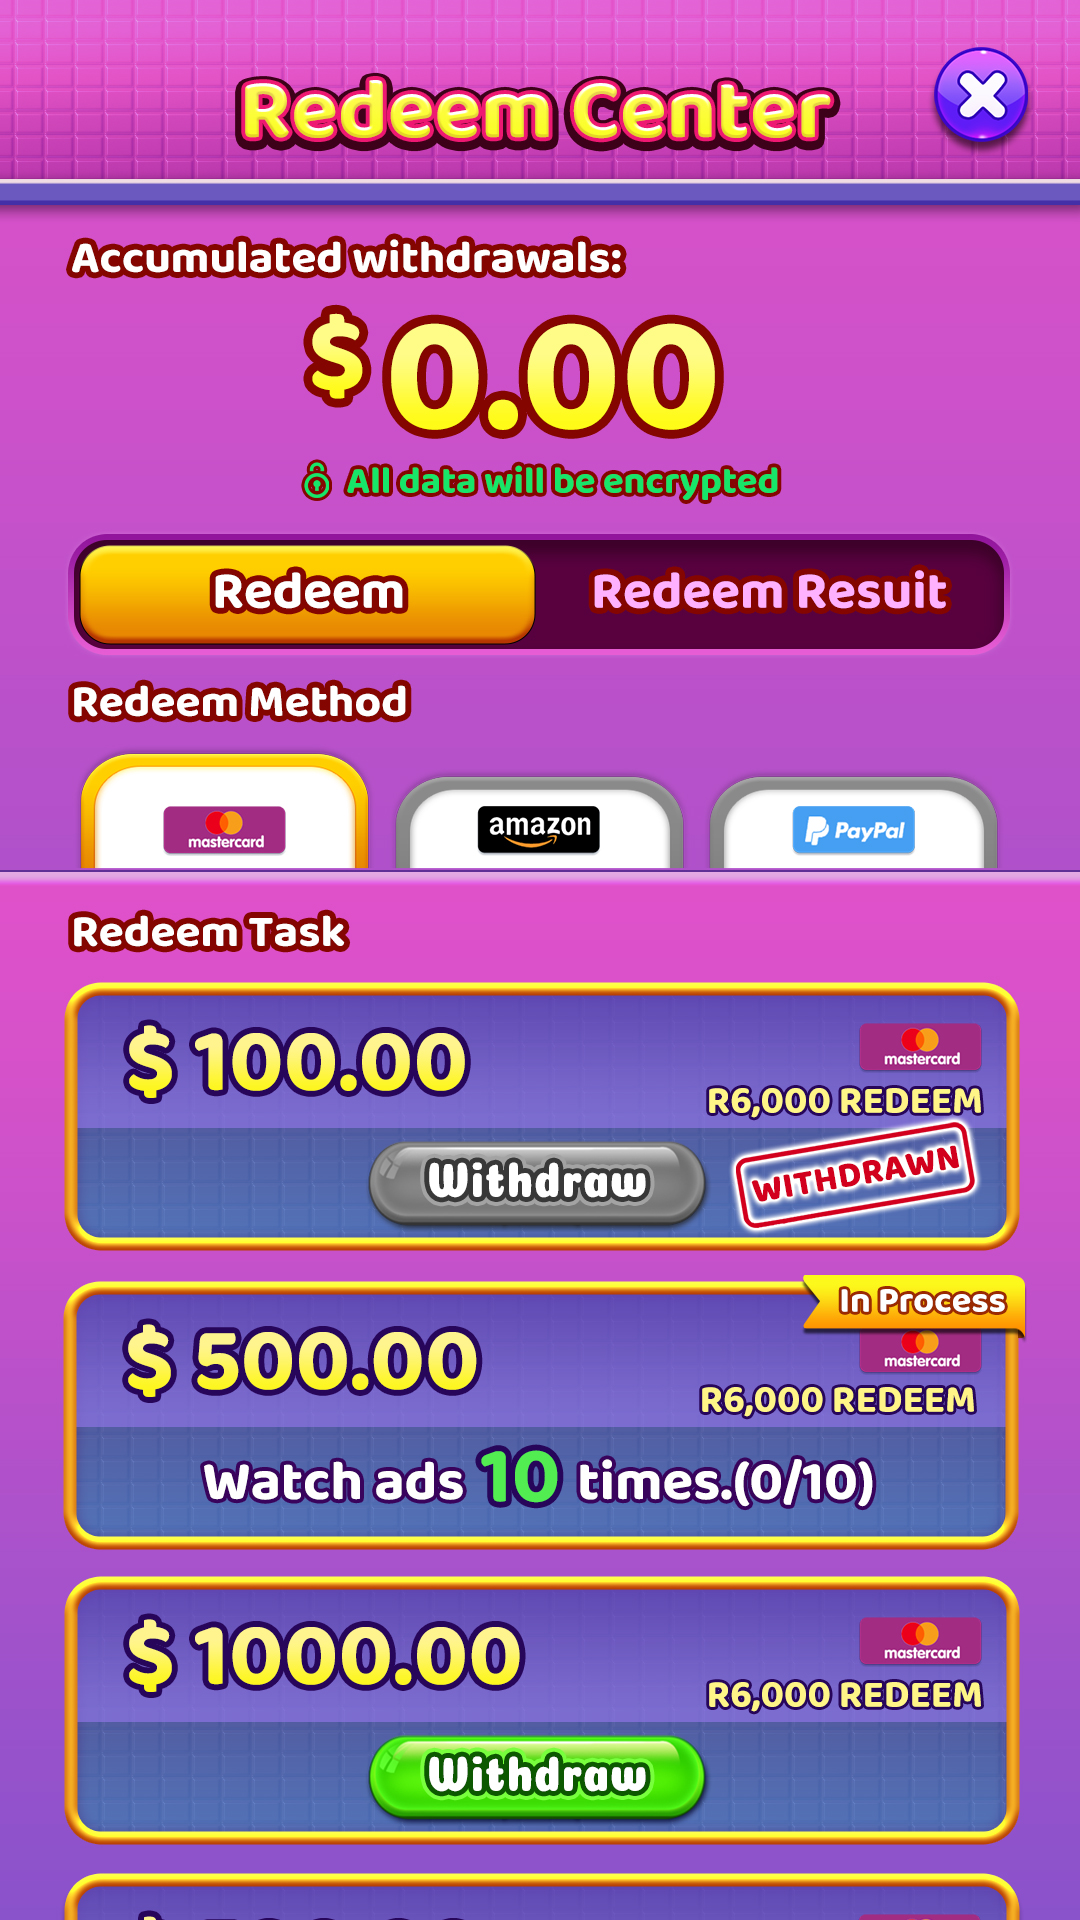 Redeem Center
Accumulated withdrawals:
$0.00
All data will be encrypted
Redeem
Redeem Resuit
Redeem Method
mastercard
amazon
PayPal
Redeem Task
$ 100.00
mastercard
R6,000 REDEEM
Withdraw
WITHDRAWN
In Process
$ 500.00
mastercard
R6,000 REDEEM
Watch ads 10 times.(0/10)
$ 1000.00
mastercard
R6,000 REDEEM
Withdraw